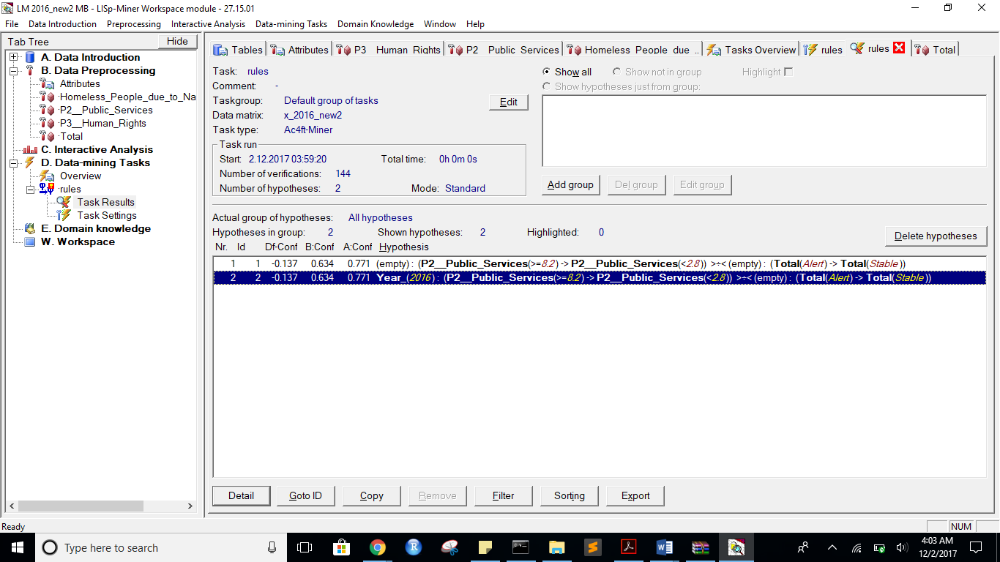 LM 2016_new2 MB - LISp-Miner Workspace module - 27.15.01
File Data Introduction Preprocessing Interactive Analysis Data-mining Tasks Domain Knowledge Window Help
Tab Tree Hide
A. Data Introduction
B. Data Preprocessing
Attributes
Homeless_People_due_to_Na
P2__Public_Services
P3__Human_Rights
Total
C. Interactive Analysis
D. Data-mining Tasks
Overview
rules
Task Results
Task Settings
E. Domain knowledge
W. Workspace
Tables Attributes P3__Human_Rights P2__Public_Services Homeless_People_due_.. Tasks Overview rules rules Total
Task: rules
Comment: -
Taskgroup: Default group of tasks Edit
Data matrix: x_2016_new2
Task type: Ac4ft-Miner
Task run
Start: 2.12.2017 03:59:20 Total time: 0h 0m 0s
Number of verifications: 144
Number of hypotheses: 2 Mode: Standard
Show all Show not in group Highlight
Show hypotheses just from group:
Add group Del group Edit group
Actual group of hypotheses: All hypotheses
Hypotheses in group: 2 Shown hypotheses: 2 Highlighted: 0 Delete hypotheses
Nr. Id Df-Conf B:Conf A:Conf Hypothesis
1 1 -0.137 0.634 0.771 (empty) : (P2__Public_Services(>=8.2) -> P2__Public_Services(<2.8)) >÷< (empty) : (Total(Alert) -> Total(Stable))
2 2 -0.137 0.634 0.771 Year_(2016) : (P2__Public_Services(>=8.2) -> P2__Public_Services(<2.8)) >÷< (empty) : (Total(Alert) -> Total(Stable))
Detail Goto ID Copy Remove Filter Sorting Export
Ready NUM
Type here to search
4:03 AM
12/2/2017